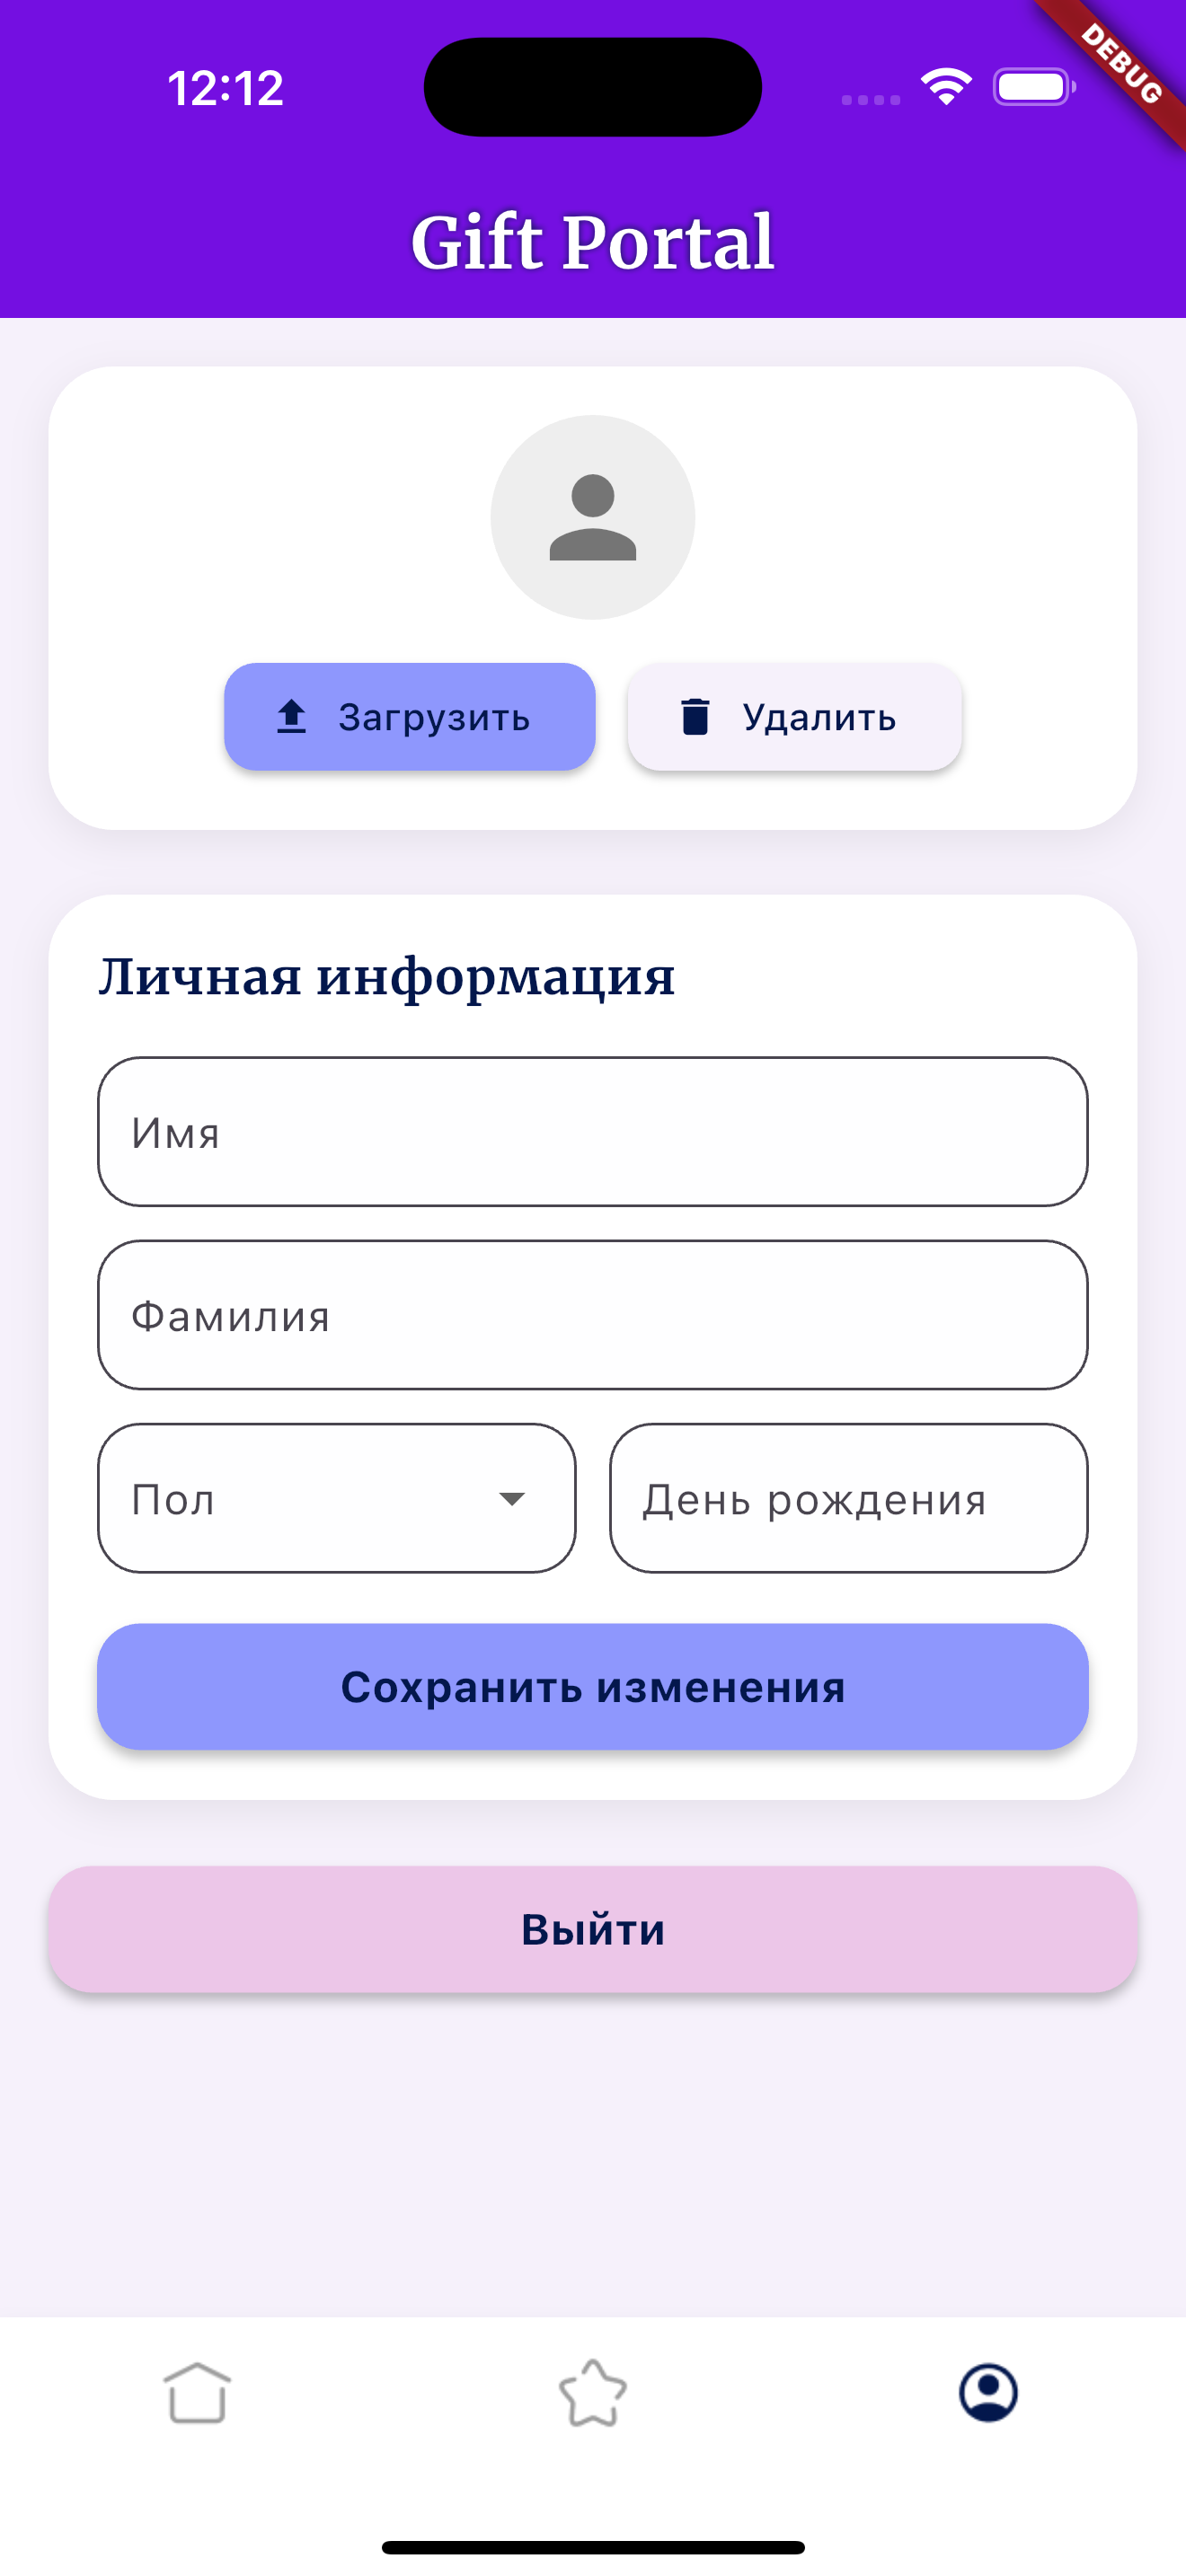 12:12
DEBUG
Gift Portal
Загрузить
Удалить
Личная информация
Имя
Фамилия
Пол
День рождения
Сохранить изменения
Выйти